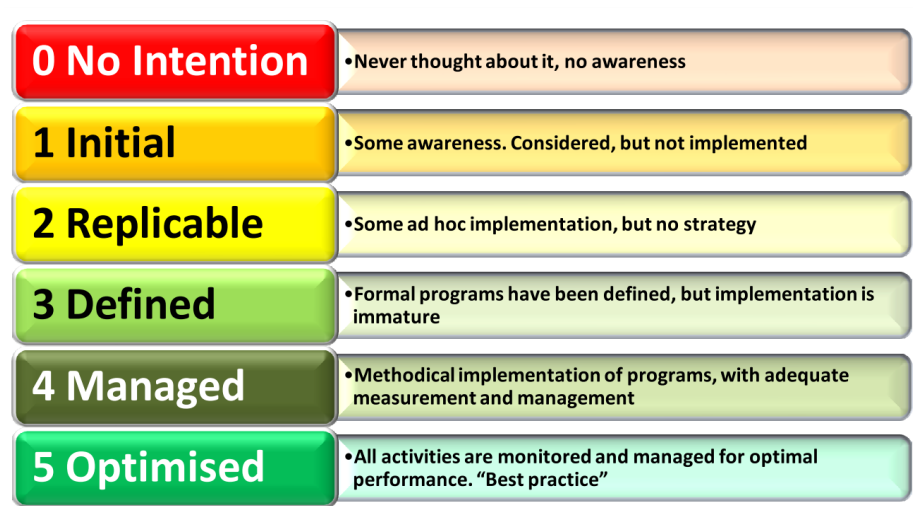 0 No Intention
•Never thought about it, no awareness
1 Initial
•Some awareness. Considered, but not implemented
2 Replicable
•Some ad hoc implementation, but no strategy
3 Defined
•Formal programs have been defined, but implementation is
immature
4 Managed
•Methodical implementation of programs, with adequate
measurement and management
5 Optimised
•All activities are monitored and managed for optimal
performance. “Best practice”